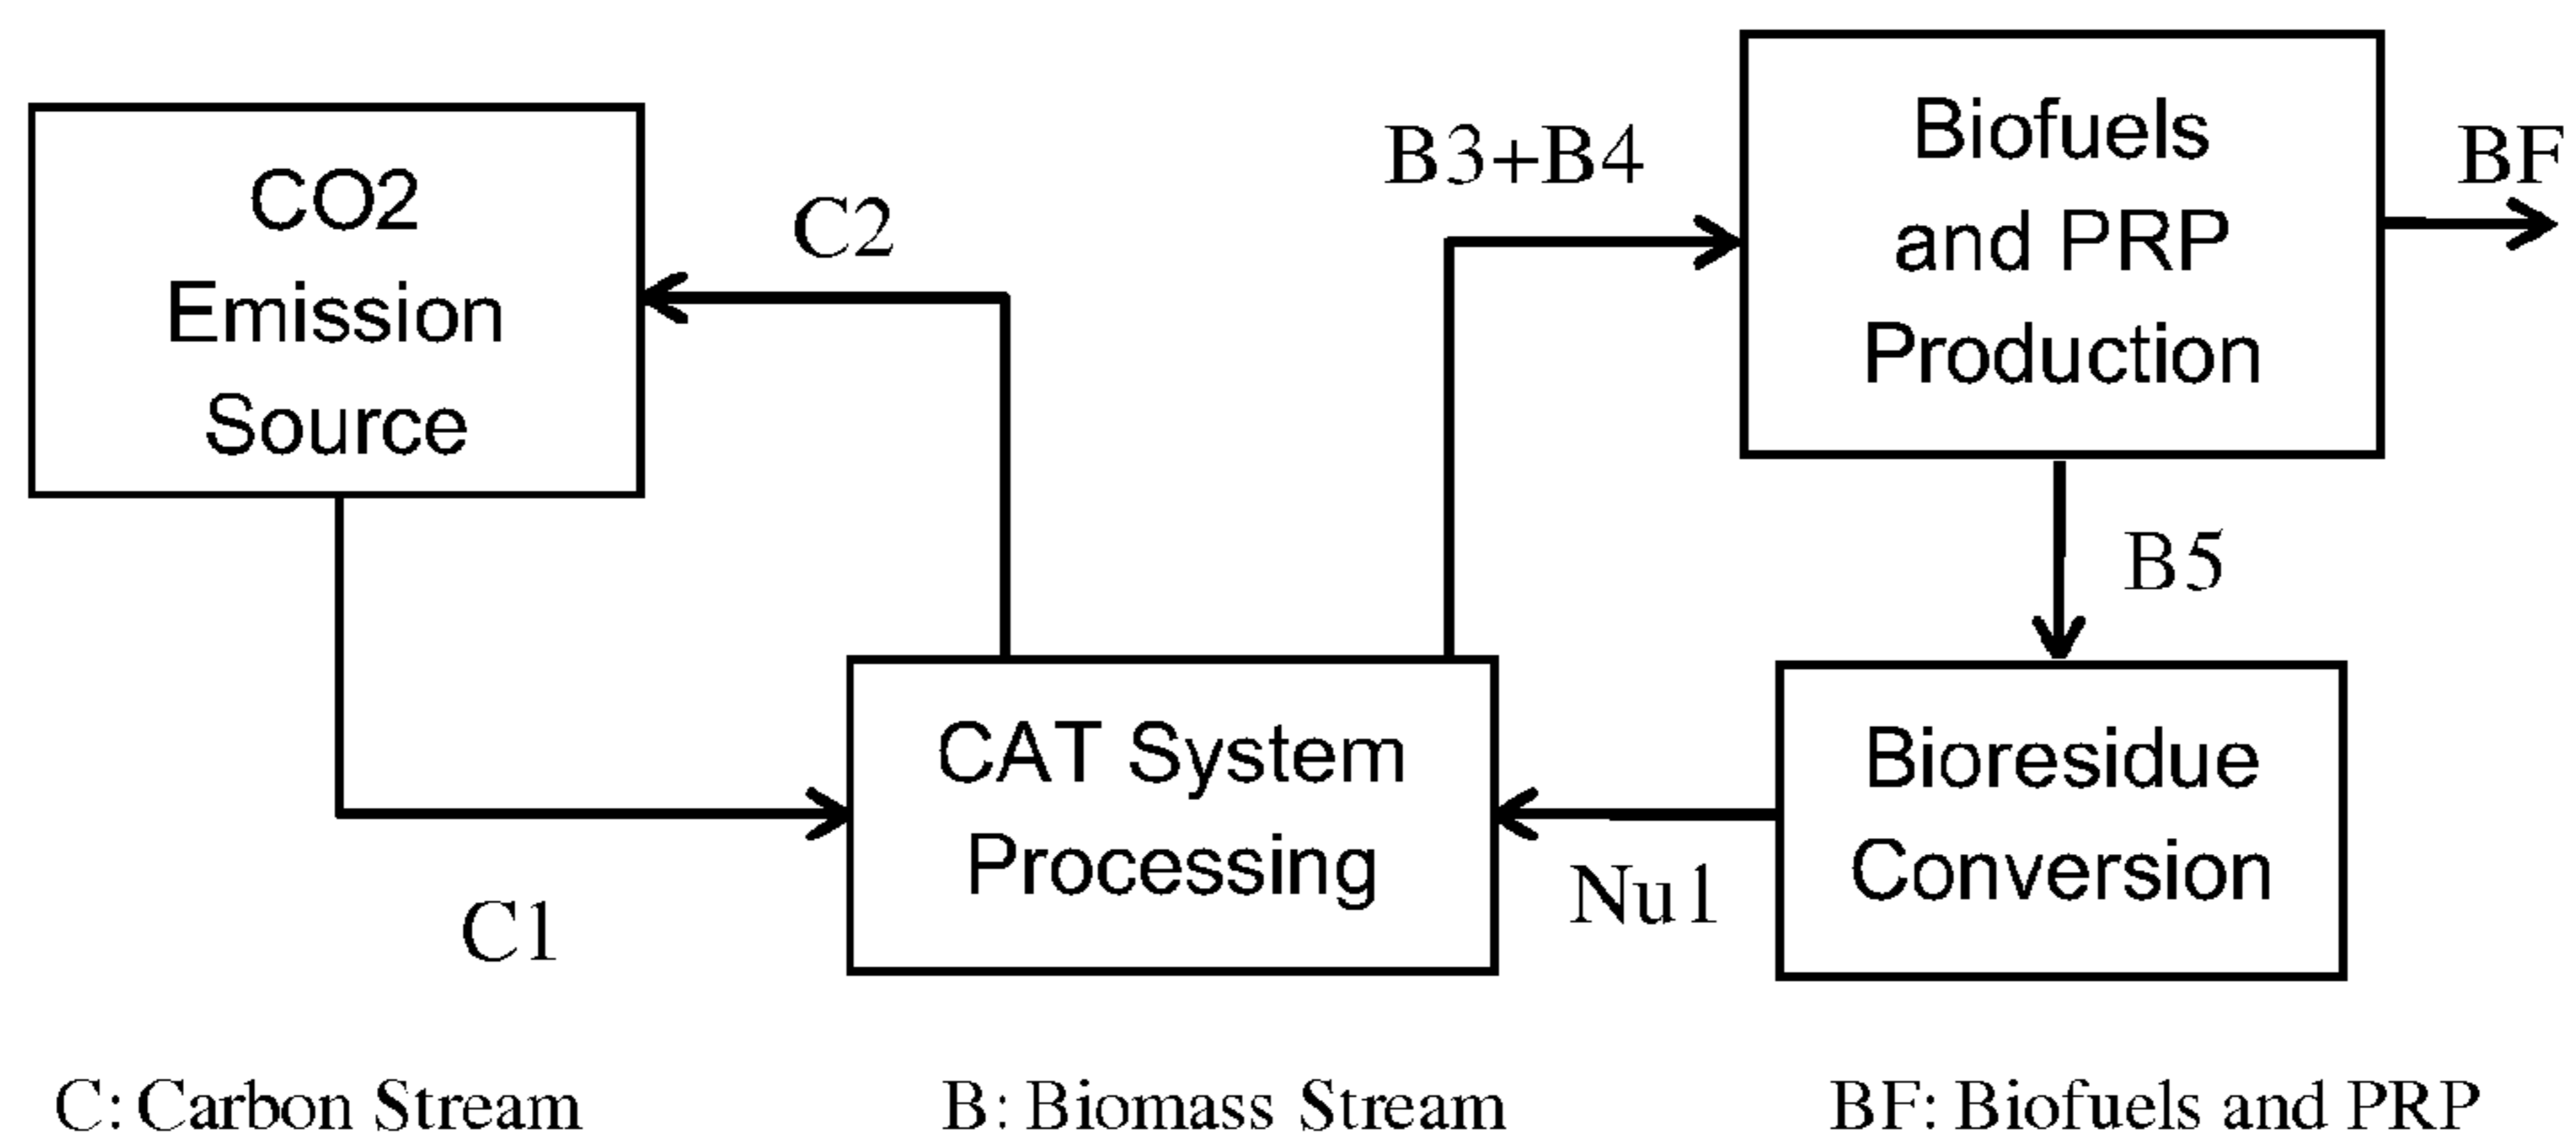 CO2
Emission
Source
C2
C1
CAT System
Processing
B3+B4
Biofuels
and PRP
Production
BF
B5
Bioresidue
Conversion
Nu1
C: Carbon Stream
B: Biomass Stream
BF: Biofuels and PRP